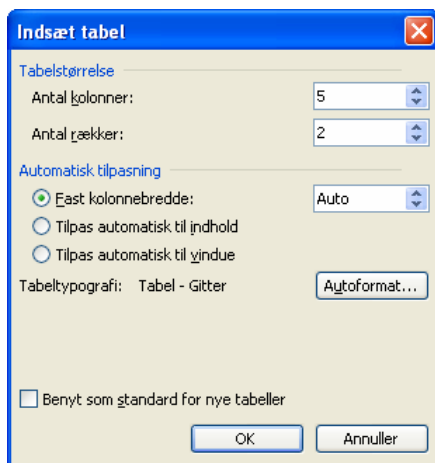 Indsæt tabel
Tabelstørrelse
Antal kolonner: 5
Antal rækker: 2
Automatisk tilpasning
Fast kolonnebredde: Auto
Tilpas automatisk til indhold
Tilpas automatisk til vindue
Tabeltypografi: Tabel - Gitter Autoformat...
Benyt som standard for nye tabeller
OK Annuller